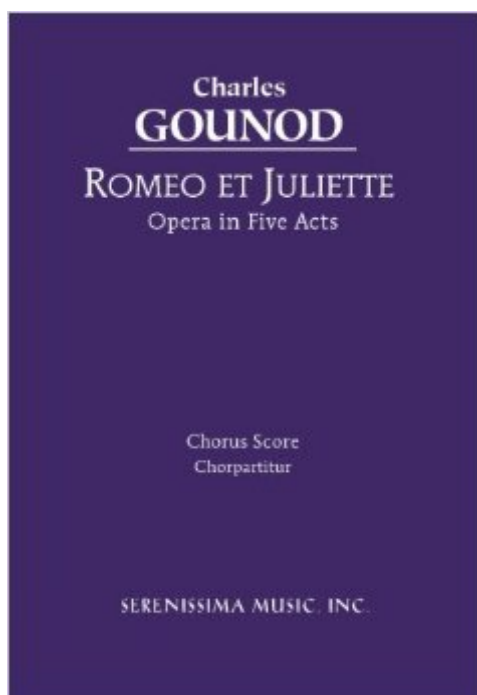 Charles
GOUNOD
ROMEO ET JULIETTE
Opera in Five Acts
Chorus Score
Chorpartitur
SERENISSIMA MUSIC, INC.